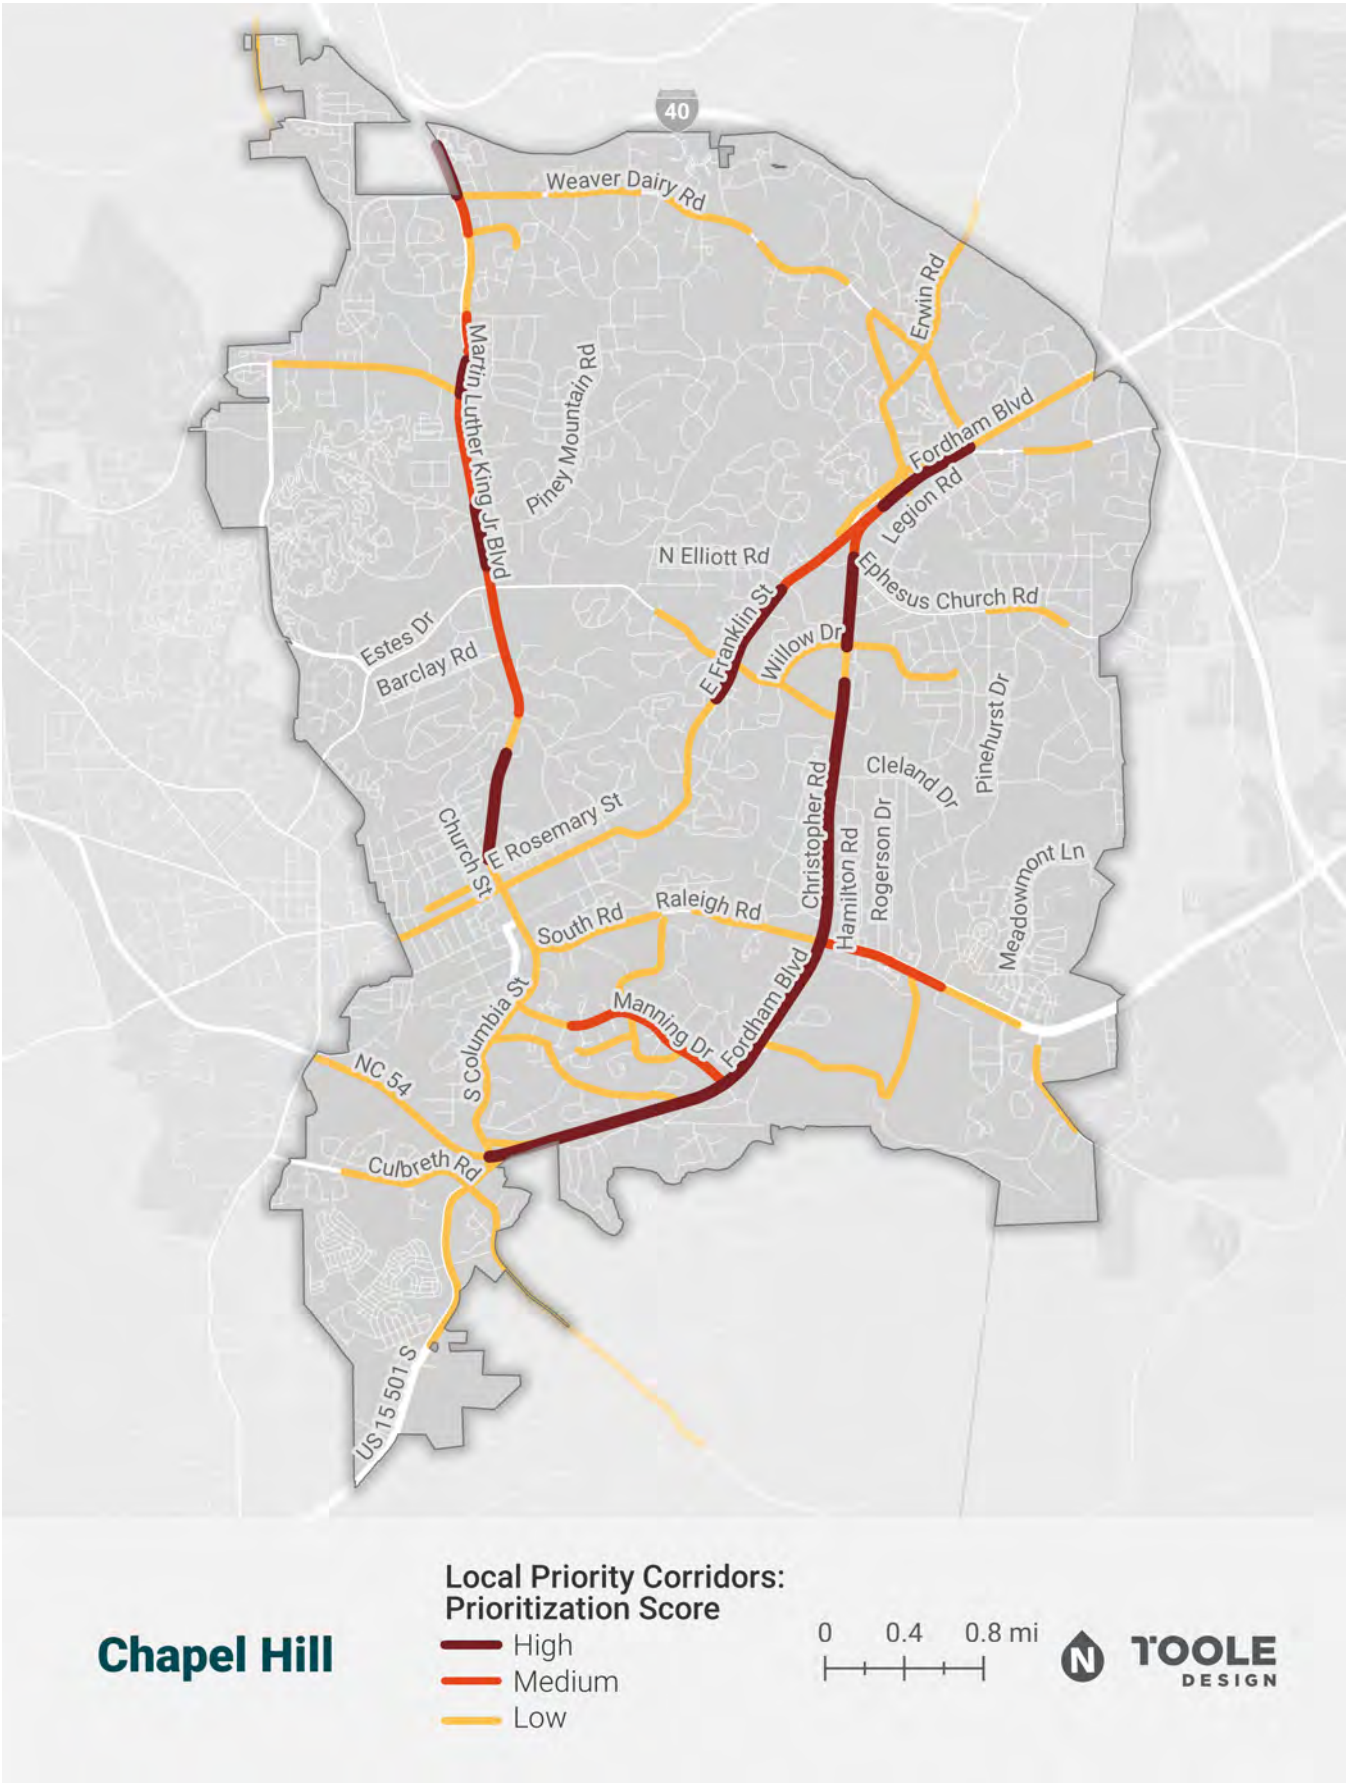 40
Weaver Dairy Rd
Erwin Rd
Martin Luther King Jr Blvd
Piney Mountain Rd
Fordham Blvd
Legion Rd
N Elliott Rd
Ephesus Church Rd
E Franklin St
Willow Dr
Estes Dr
Barclay Rd
Pinehurst Dr
Cleland Dr
Christopher Rd
Hamilton Rd
Rogerson Dr
E Rosemary St
Church St
Meadowmont Ln
Raleigh Rd
South Rd
Fordham Blvd
Manning Dr
S Columbia St
NC 54
Culbreth Rd
US 15 501 S
Local Priority Corridors:
Prioritization Score
High
Medium
Low
Chapel Hill
0 0.4 0.8 mi
N
TOOLE
DESIGN